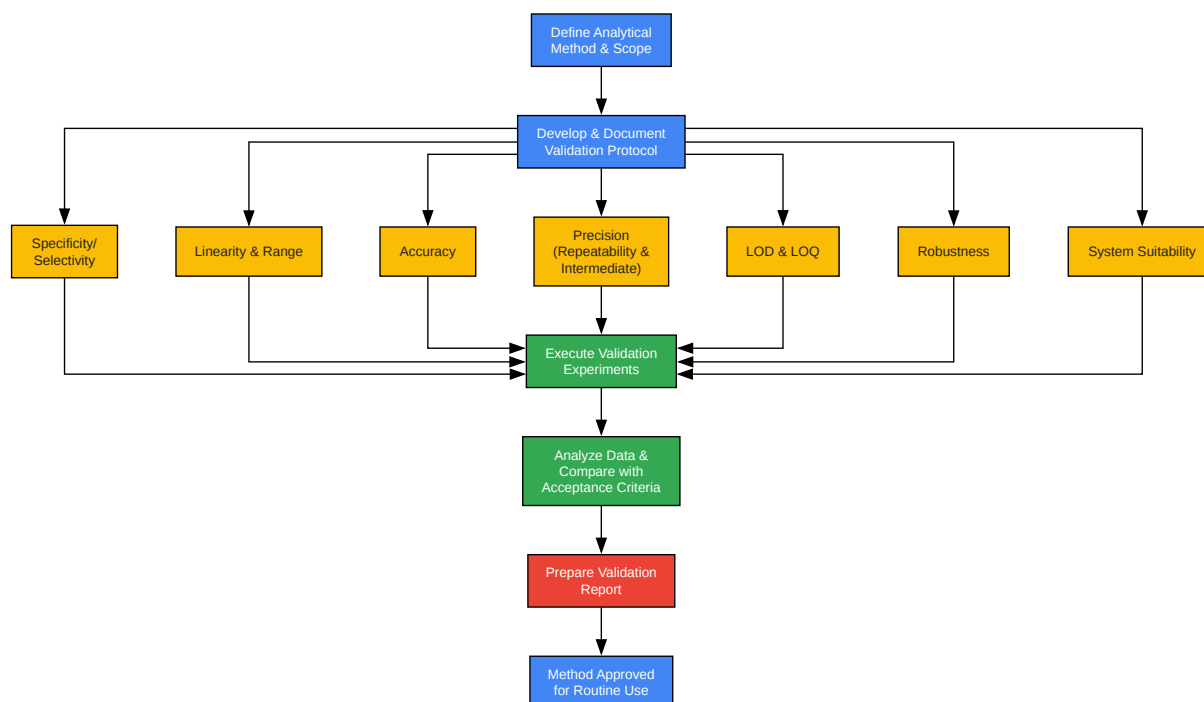 Define Analytical
Method & Scope
Develop & Document
Validation Protocol
Specificity/
Selectivity
Linearity & Range
Accuracy
Precision
(Repeatability &
Intermediate)
LOD & LOQ
Robustness
System Suitability
Execute Validation
Experiments
Analyze Data &
Compare with
Acceptance Criteria
Prepare Validation
Report
Method Approved
for Routine Use